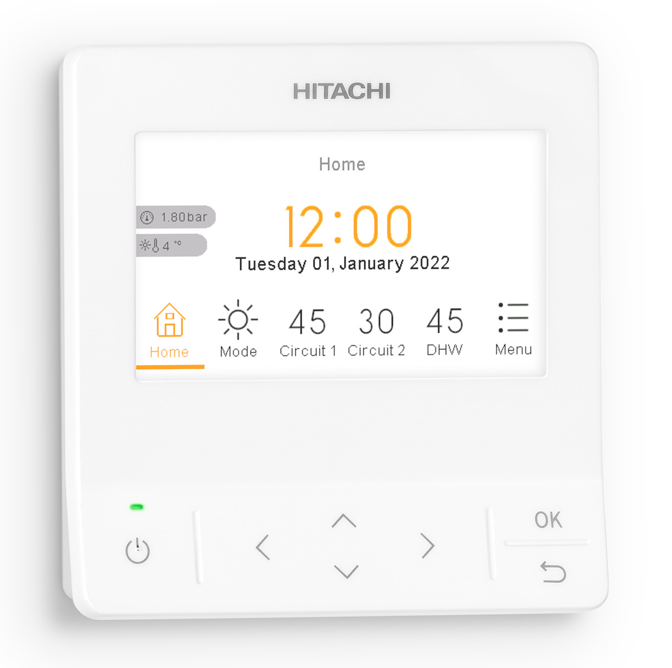 HITACHI
Home
12:00
1.80bar
4 °C
Tuesday 01, January 2022
45 30 45
Home Mode Circuit 1 Circuit 2 DHW Menu
OK